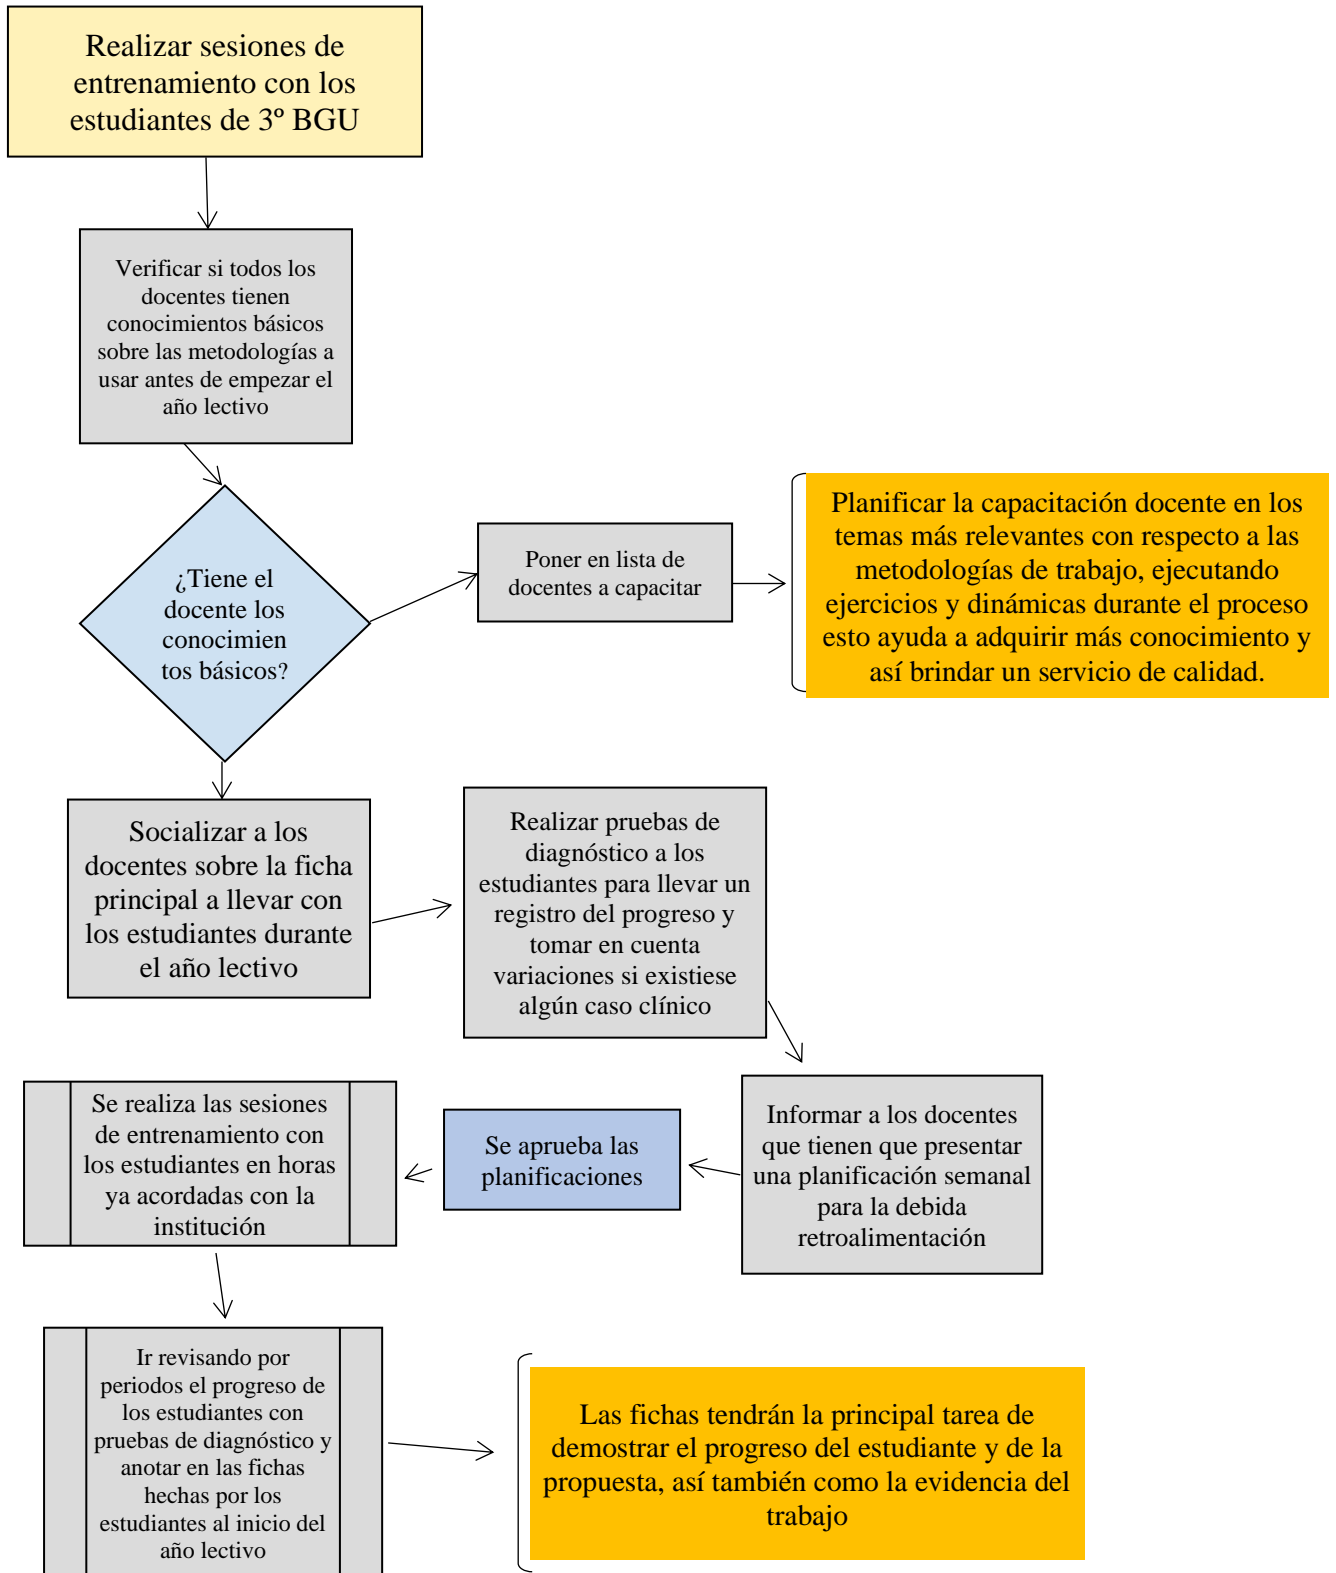 Realizar sesiones de
entrenamiento con los
estudiantes de 3º BGU
Verificar si todos los
docentes tienen
conocimientos básicos
sobre las metodologías a
usar antes de empezar el
año lectivo
¿Tiene el
docente los
conocimien
tos básicos?
Poner en lista de
docentes a capacitar
Planificar la capacitación docente en los
temas más relevantes con respecto a las
metodologías de trabajo, ejecutando
ejercicios y dinámicas durante el proceso
esto ayuda a adquirir más conocimiento y
así brindar un servicio de calidad.
Socializar a los
docentes sobre la ficha
principal a llevar con
los estudiantes durante
el año lectivo
Realizar pruebas de
diagnóstico a los
estudiantes para llevar un
registro del progreso y
tomar en cuenta
variaciones si existiese
algún caso clínico
Informar a los docentes
que tienen que presentar
una planificación semanal
para la debida
retroalimentación
Se aprueba las
planificaciones
Se realiza las sesiones
de entrenamiento con
los estudiantes en horas
ya acordadas con la
institución
Ir revisando por
periodos el progreso de
los estudiantes con
pruebas de diagnóstico y
anotar en las fichas
hechas por los
estudiantes al inicio del
año lectivo
Las fichas tendrán la principal tarea de
demostrar el progreso del estudiante y de la
propuesta, así también como la evidencia del
trabajo